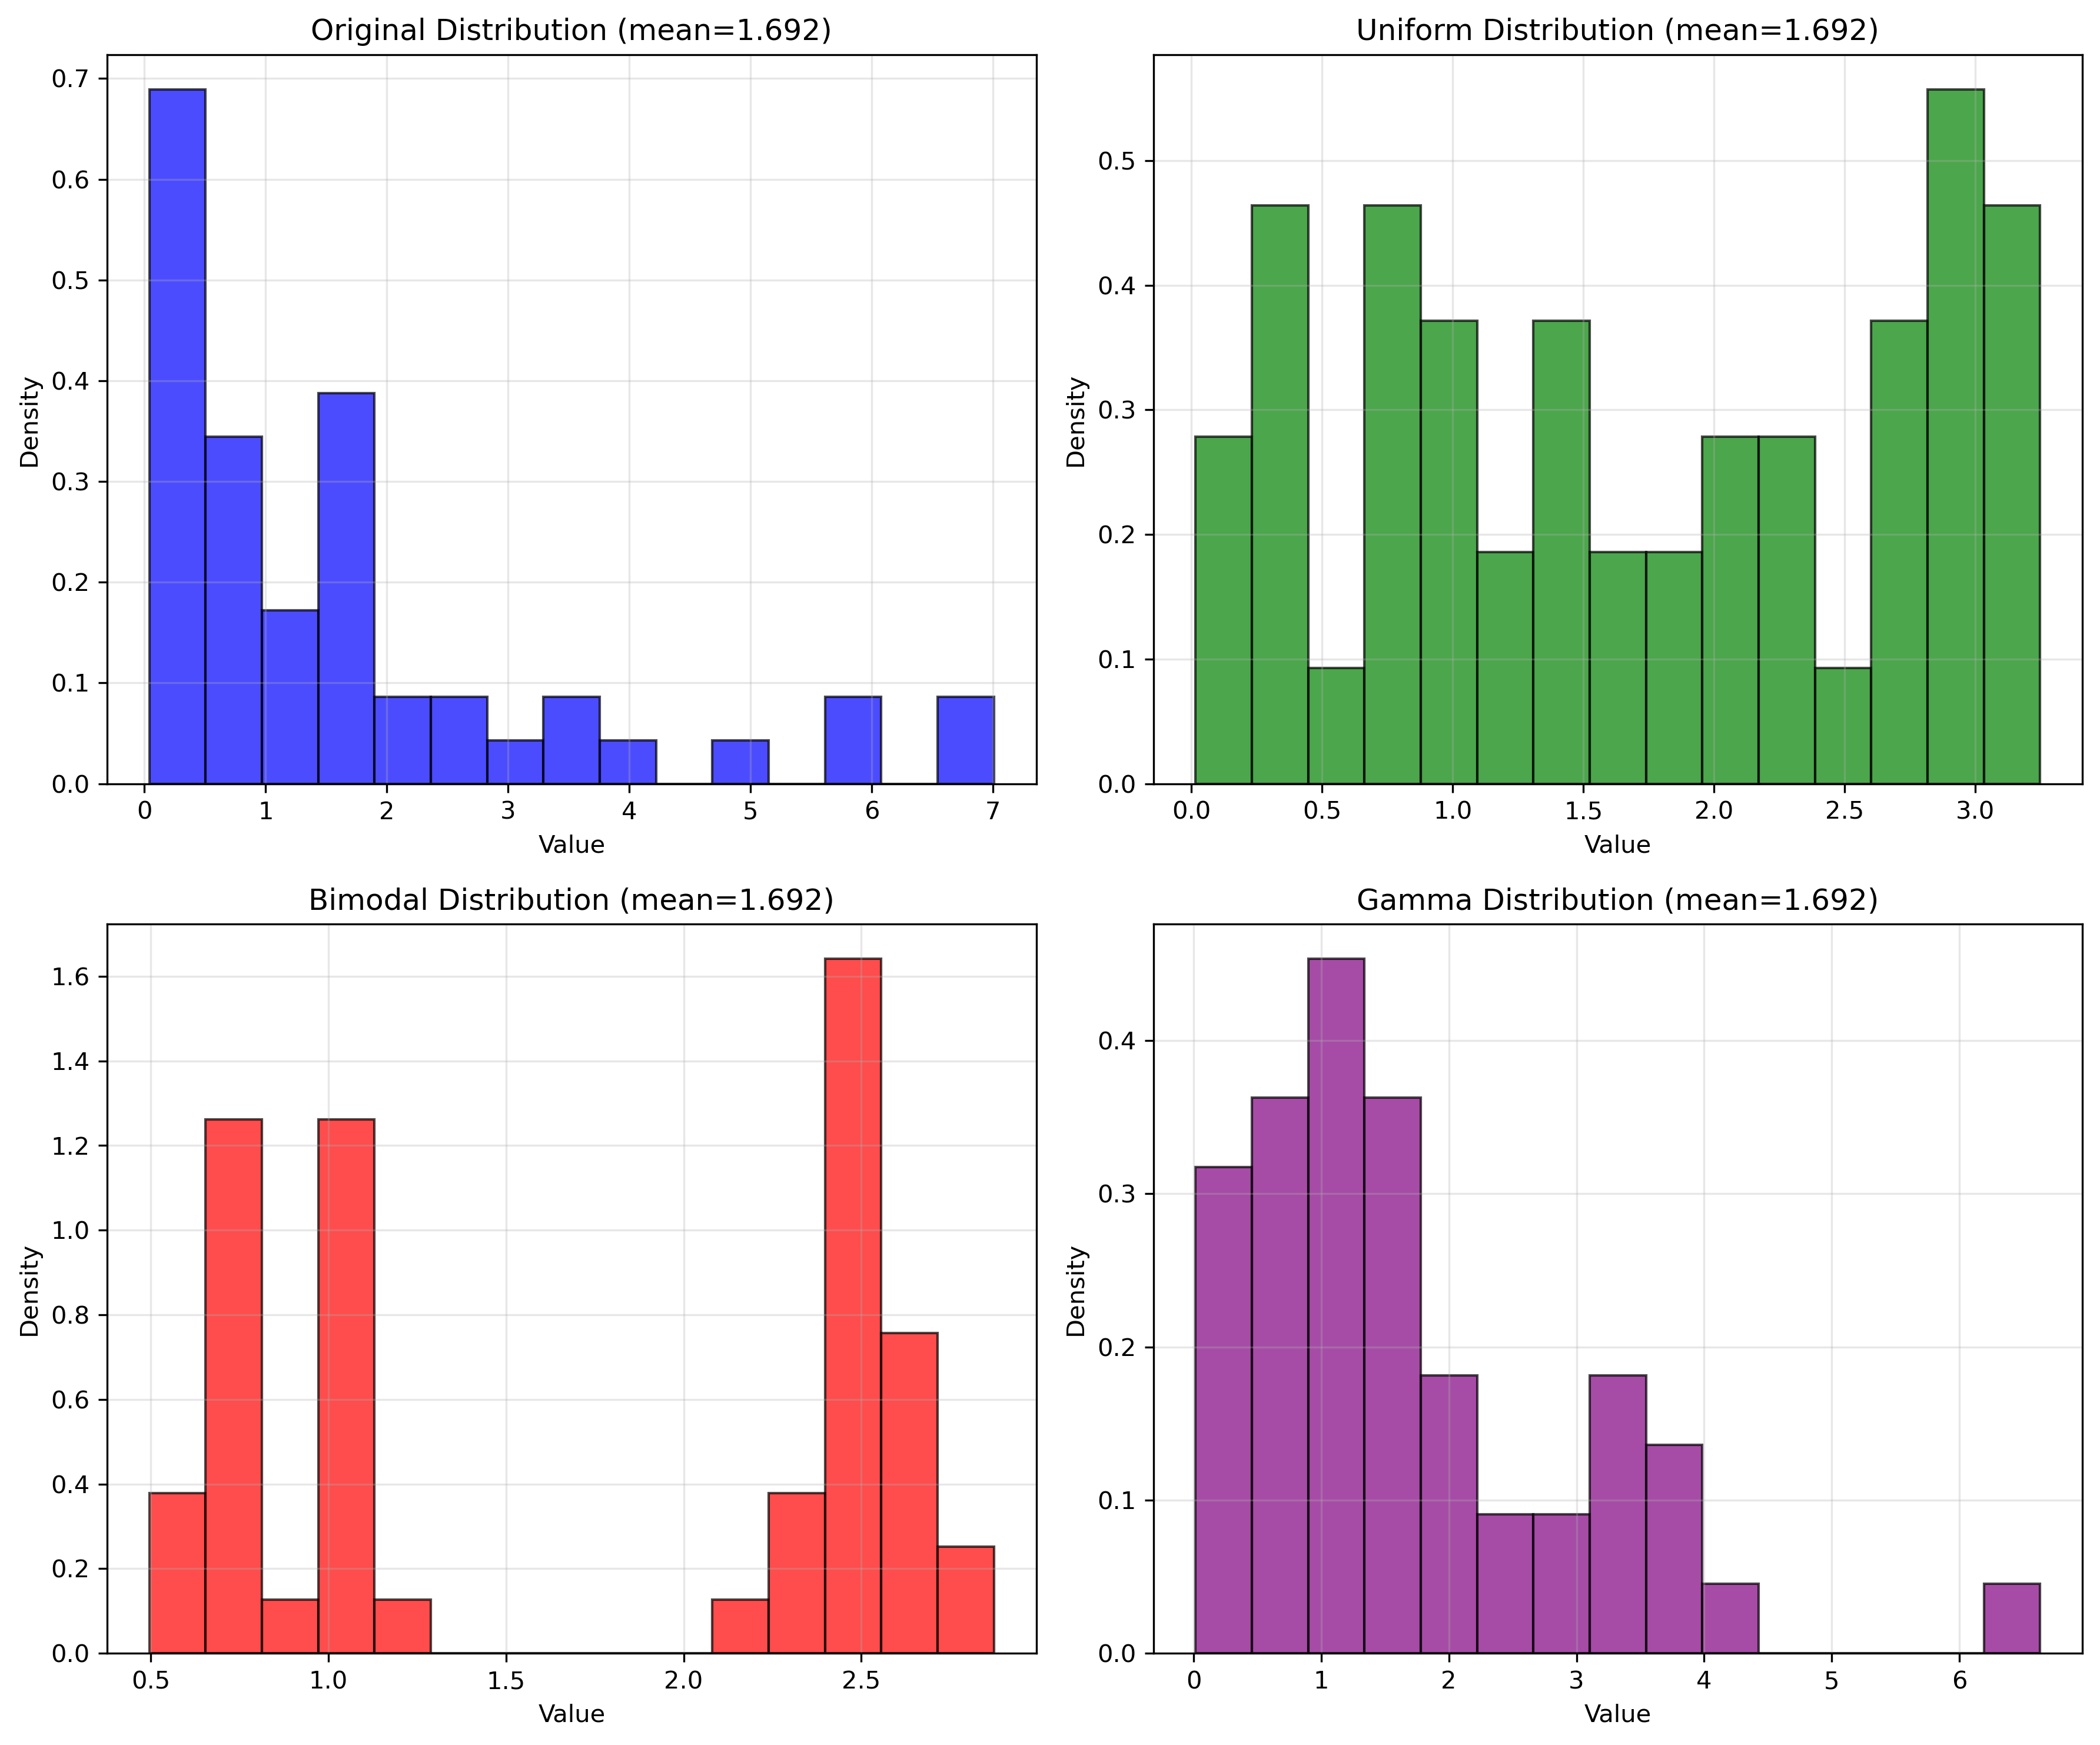 Original Distribution (mean=1.692)
0.7
0.6
0.5
0.4
0.3
0.2
0.1
0.0
Density
0 1 2 3 4 5 6 7
Value
Uniform Distribution (mean=1.692)
0.5
0.4
0.3
0.2
0.1
0.0
Density
0.0 0.5 1.0 1.5 2.0 2.5 3.0
Value
Bimodal Distribution (mean=1.692)
1.6
1.4
1.2
1.0
0.8
0.6
0.4
0.2
0.0
Density
0.5 1.0 1.5 2.0 2.5
Value
Gamma Distribution (mean=1.692)
0.4
0.3
0.2
0.1
0.0
Density
0 1 2 3 4 5 6
Value